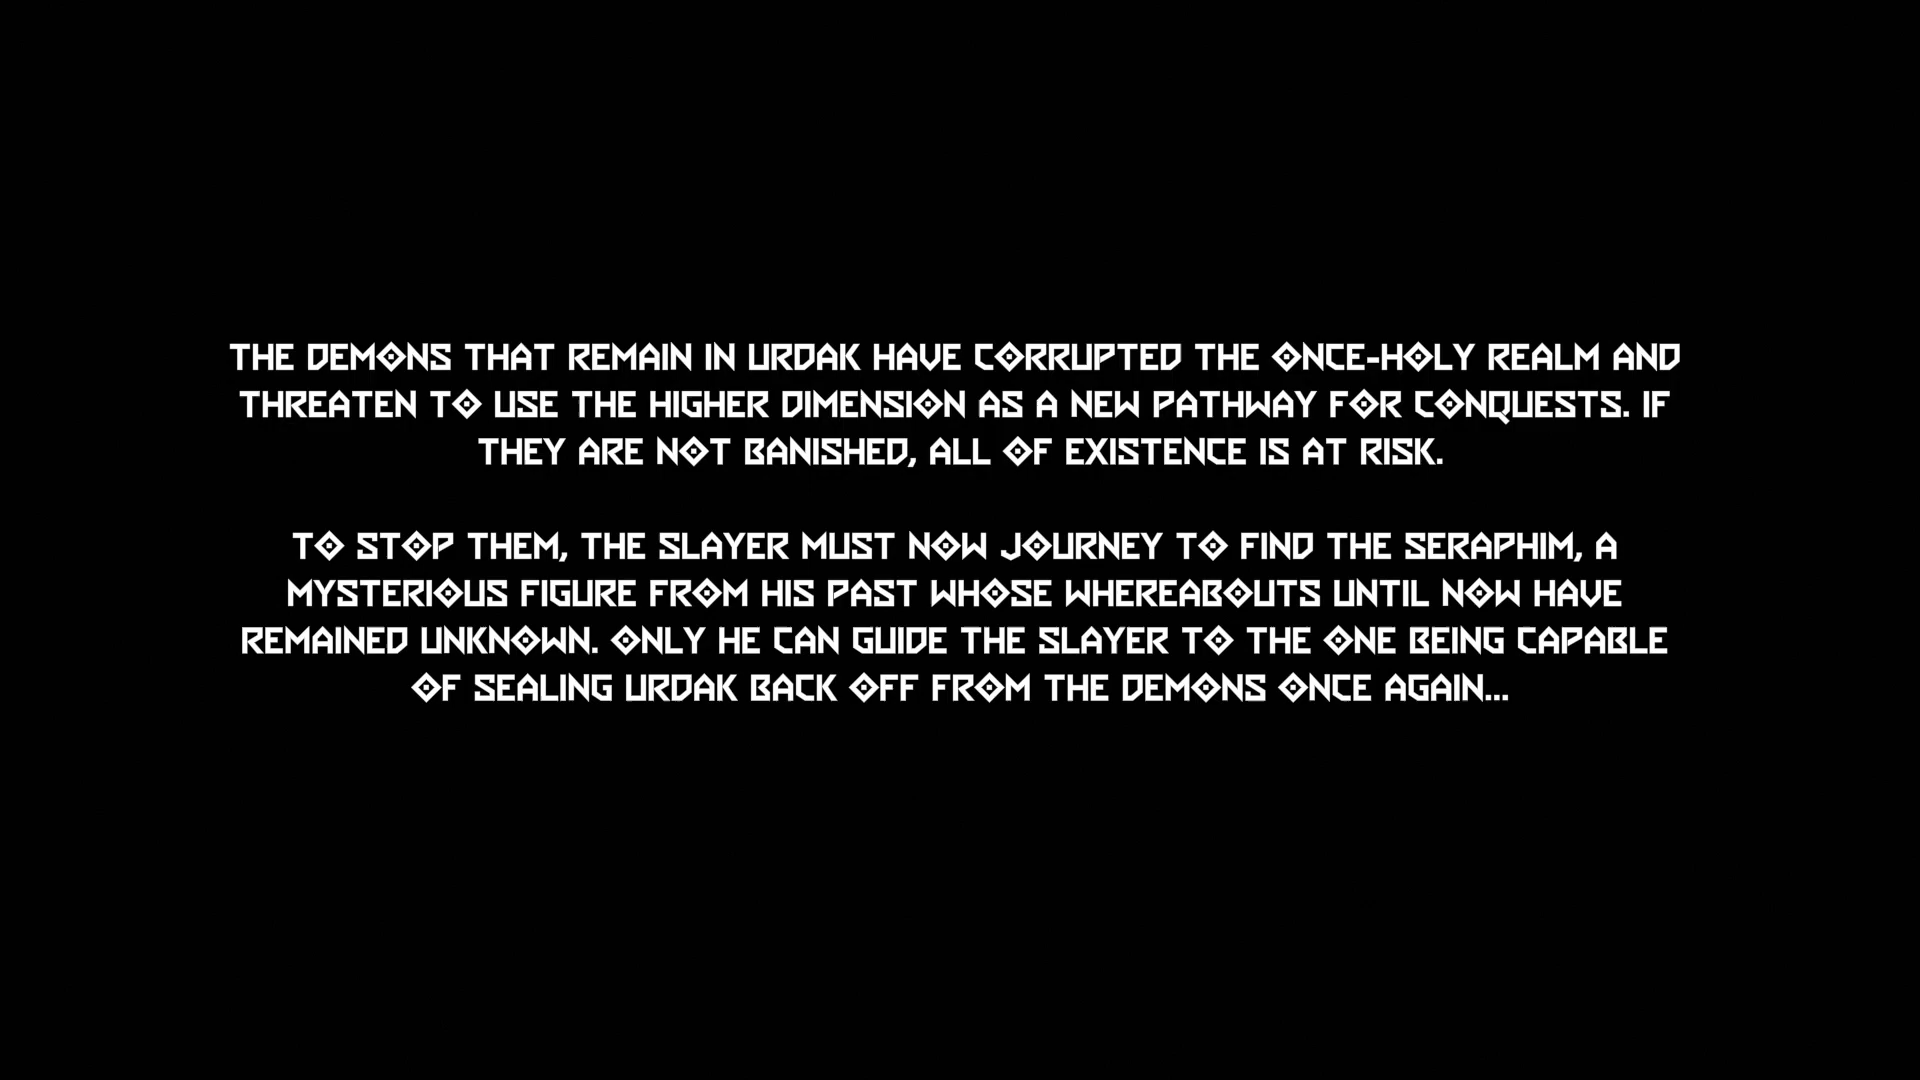 THE DEMONS THAT REMAIN IN URDAK HAVE CORRUPTED THE ONCE-HOLY REALM AND
THREATEN TO USE THE HIGHER DIMENSION AS A NEW PATHWAY FOR CONQUESTS. IF
THEY ARE NOT BANISHED, ALL OF EXISTENCE IS AT RISK.
TO STOP THEM, THE SLAYER MUST NOW JOURNEY TO FIND THE SERAPHIM, A
MYSTERIOUS FIGURE FROM HIS PAST WHOSE WHEREABOUTS UNTIL NOW HAVE
REMAINED UNKNOWN. ONLY HE CAN GUIDE THE SLAYER TO THE ONE BEING CAPABLE
OF SEALING URDAK BACK OFF FROM THE DEMONS ONCE AGAIN...